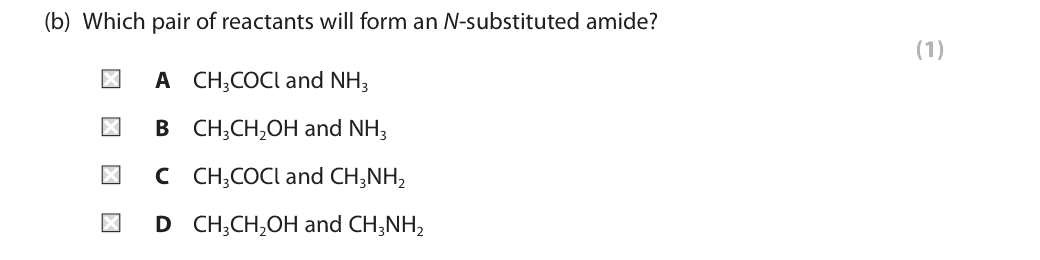 (b) Which pair of reactants will form an N-substituted amide?
(1)
A CH₃COCl and NH₃
B CH₃CH₂OH and NH₃
C CH₃COCl and CH₃NH₂
D CH₃CH₂OH and CH₃NH₂